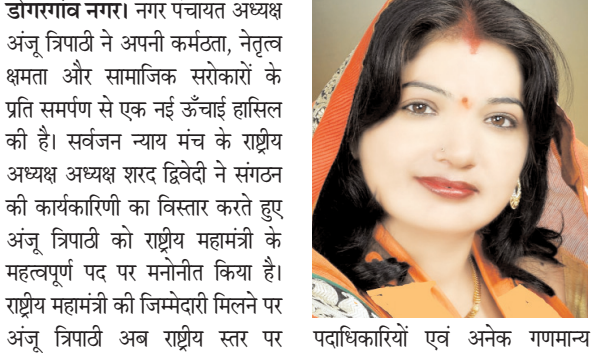 डोंगरगांव नगर। नगर पंचायत अध्यक्ष
अंजू त्रिपाठी ने अपनी कर्मठता, नेतृत्व
क्षमता और सामाजिक सरोकारों के
प्रति समर्पण से एक नई ऊँचाई हासिल
की है। सर्वजन न्याय मंच के राष्ट्रीय
अध्यक्ष अध्यक्ष शरद द्विवेदी ने संगठन
की कार्यकारिणी का विस्तार करते हुए
अंजू त्रिपाठी को राष्ट्रीय महामंत्री के
महत्वपूर्ण पद पर मनोनीत किया है।
राष्ट्रीय महामंत्री की जिम्मेदारी मिलने पर
अंजू त्रिपाठी अब राष्ट्रीय स्तर पर
पदाधिकारियों एवं अनेक गणमान्य